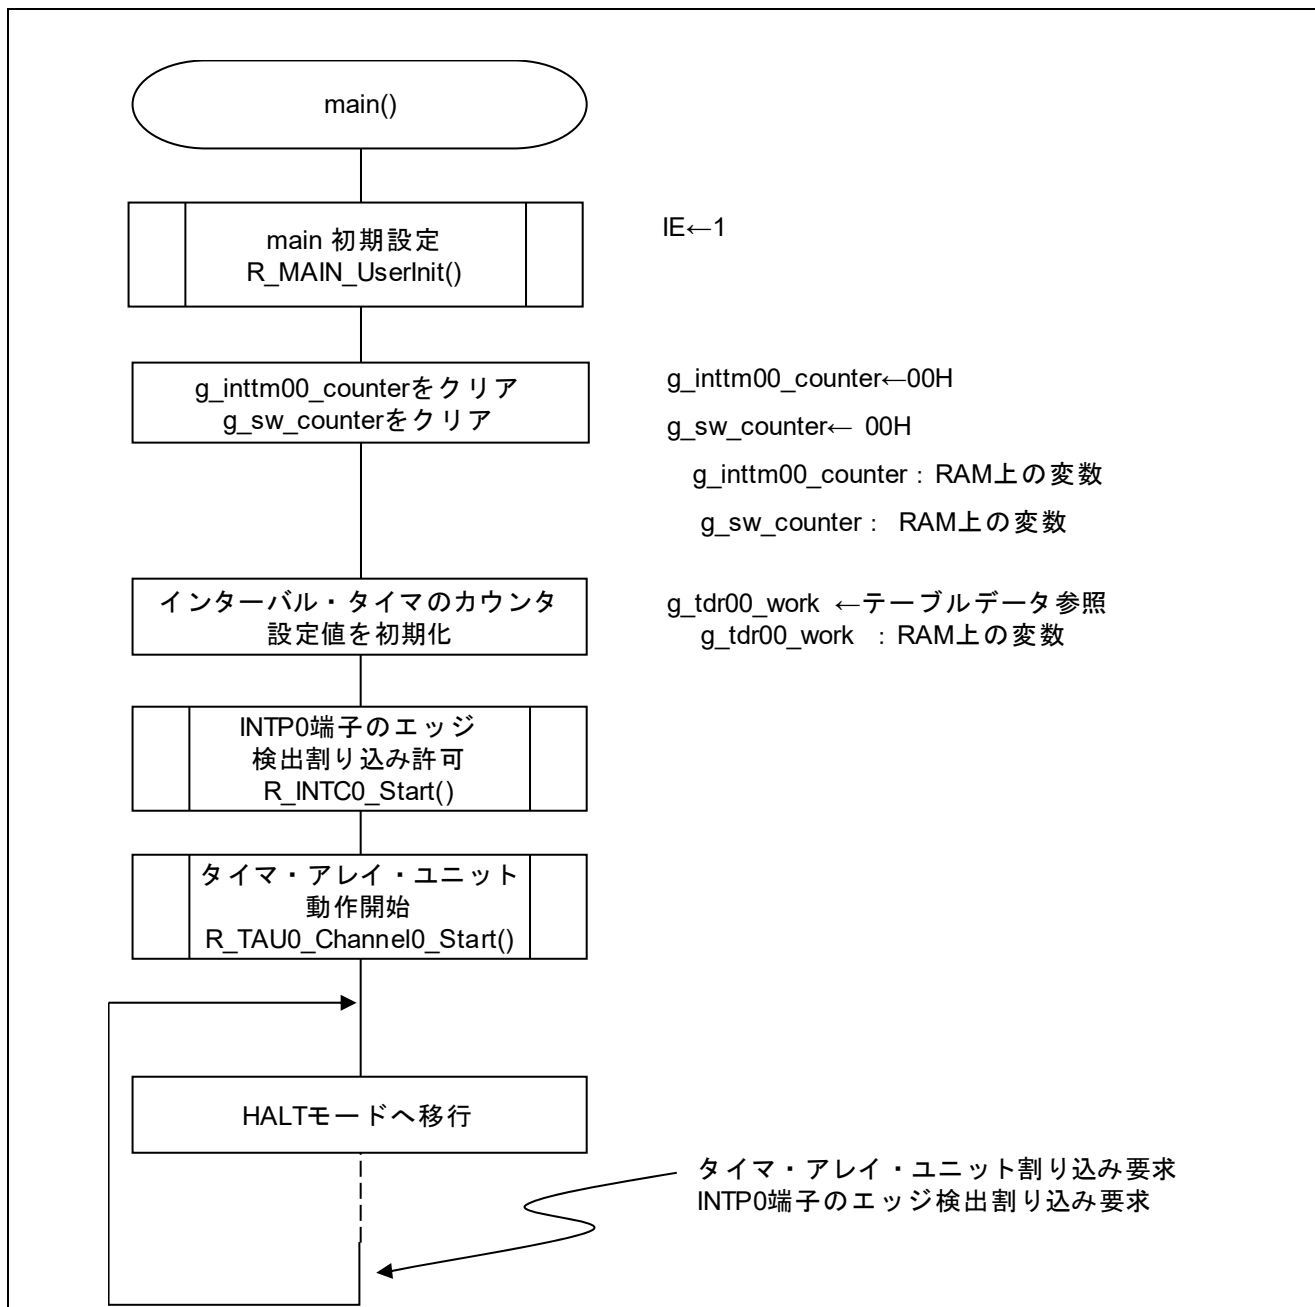 main()
main 初期設定
R_MAIN_UserInit()
IE←1
g_inttm00_counterをクリア
g_sw_counterをクリア
g_inttm00_counter←00H
g_sw_counter← 00H
g_inttm00_counter : RAM上の変数
g_sw_counter : RAM上の変数
インターバル・タイマのカウンタ
設定値を初期化
g_tdr00_work ←テーブルデータ参照
g_tdr00_work : RAM上の変数
INTP0端子のエッジ
検出割り込み許可
R_INTC0_Start()
タイマ・アレイ・ユニット
動作開始
R_TAU0_Channel0_Start()
HALTモードへ移行
タイマ・アレイ・ユニット割り込み要求
INTP0端子のエッジ検出割り込み要求